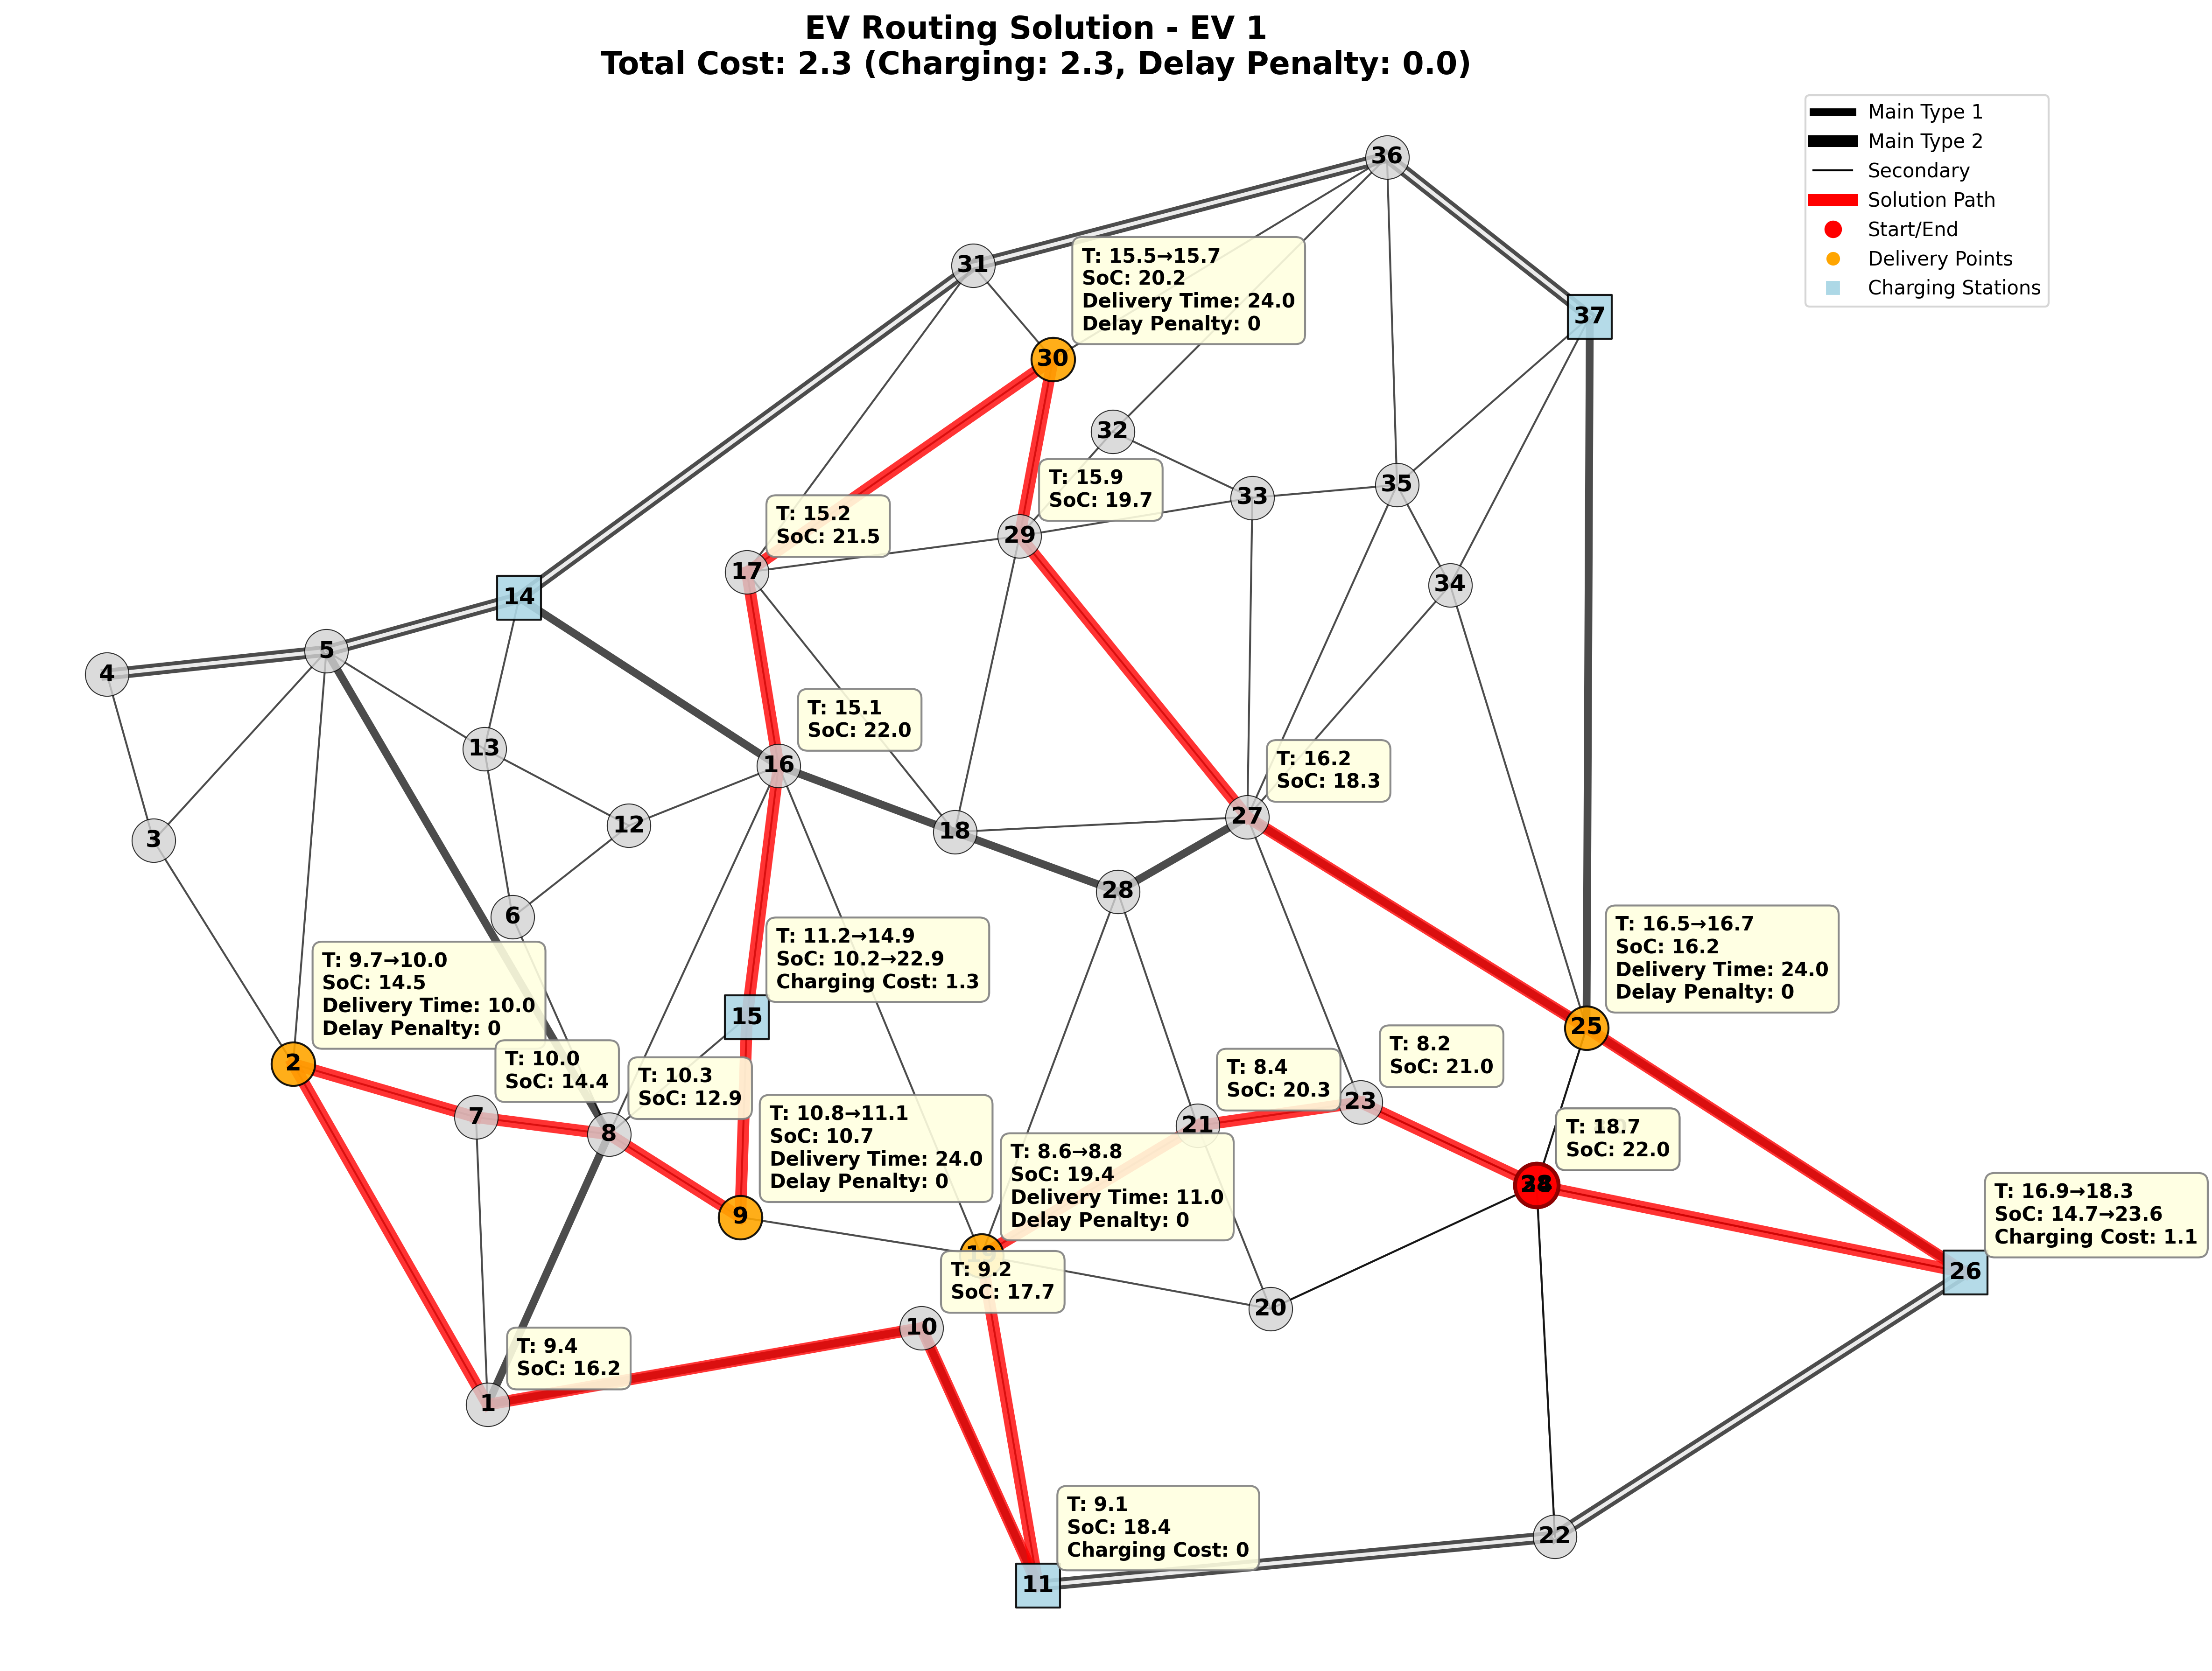 EV Routing Solution - EV 1
Total Cost: 2.3 (Charging: 2.3, Delay Penalty: 0.0)
Main Type 1
Main Type 2
Secondary
Solution Path
Start/End
Delivery Points
Charging Stations
36
31
T: 15.5→15.7
SoC: 20.2
Delivery Time: 24.0
Delay Penalty: 0
37
30
32
T: 15.9
SoC: 19.7
33
35
T: 15.2
SoC: 21.5
29
17
34
14
5
4
T: 15.1
SoC: 22.0
13
16
T: 16.2
SoC: 18.3
27
12
18
3
28
6
T: 11.2→14.9
SoC: 10.2→22.9
Charging Cost: 1.3
T: 16.5→16.7
SoC: 16.2
Delivery Time: 24.0
Delay Penalty: 0
T: 9.7→10.0
SoC: 14.5
Delivery Time: 10.0
Delay Penalty: 0
15
25
2
T: 10.0
SoC: 14.4
T: 10.3
SoC: 12.9
T: 8.4
SoC: 20.3
T: 8.2
SoC: 21.0
23
7
8
21
T: 10.8→11.1
SoC: 10.7
Delivery Time: 24.0
Delay Penalty: 0
T: 8.6→8.8
SoC: 19.4
Delivery Time: 11.0
Delay Penalty: 0
T: 18.7
SoC: 22.0
9
T: 16.9→18.3
SoC: 14.7→23.6
Charging Cost: 1.1
26
T: 9.2
SoC: 17.7
20
10
T: 9.4
SoC: 16.2
1
T: 9.1
SoC: 18.4
Charging Cost: 0
22
11